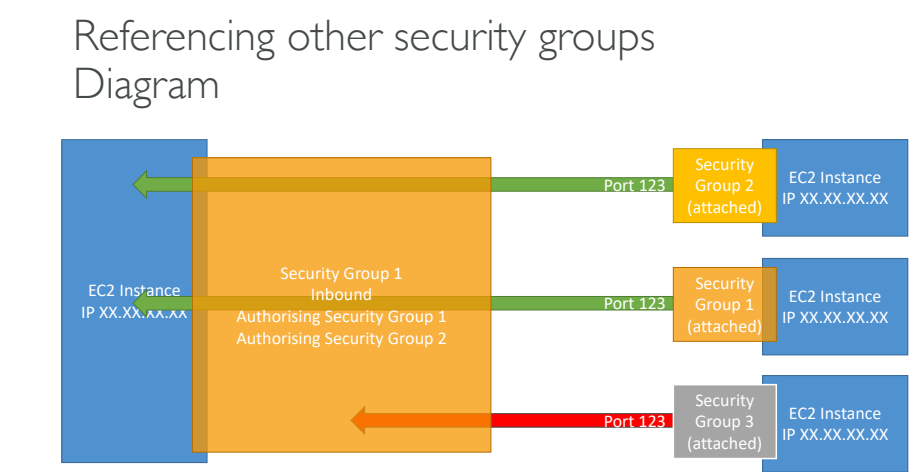 Referencing other security groups
Diagram
EC2 Instance
IP XX.XX.XX.XX
Security Group 1
Inbound
Authorising Security Group 1
Authorising Security Group 2
Port 123
Security
Group 2
(attached)
EC2 Instance
IP XX.XX.XX.XX
Port 123
Security
Group 1
(attached)
EC2 Instance
IP XX.XX.XX.XX
Port 123
Security
Group 3
(attached)
EC2 Instance
IP XX.XX.XX.XX